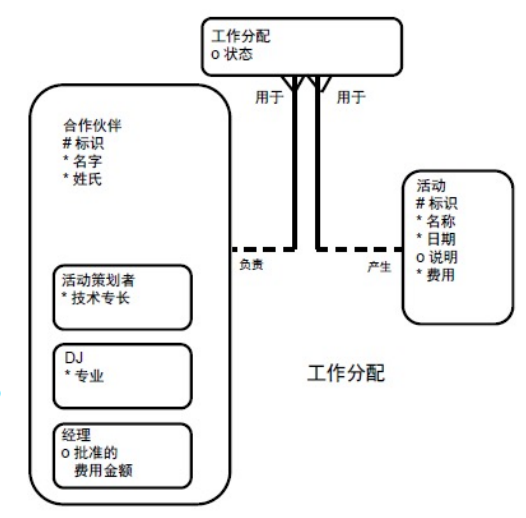 工作分配
o 状态
用于
用于
合作伙伴
# 标识
* 名字
* 姓氏
活动
# 标识
* 名称
* 日期
o 说明
* 费用
负责
产生
活动策划者
* 技术专长
DJ
* 专业
工作分配
经理
o 批准的
费用金额